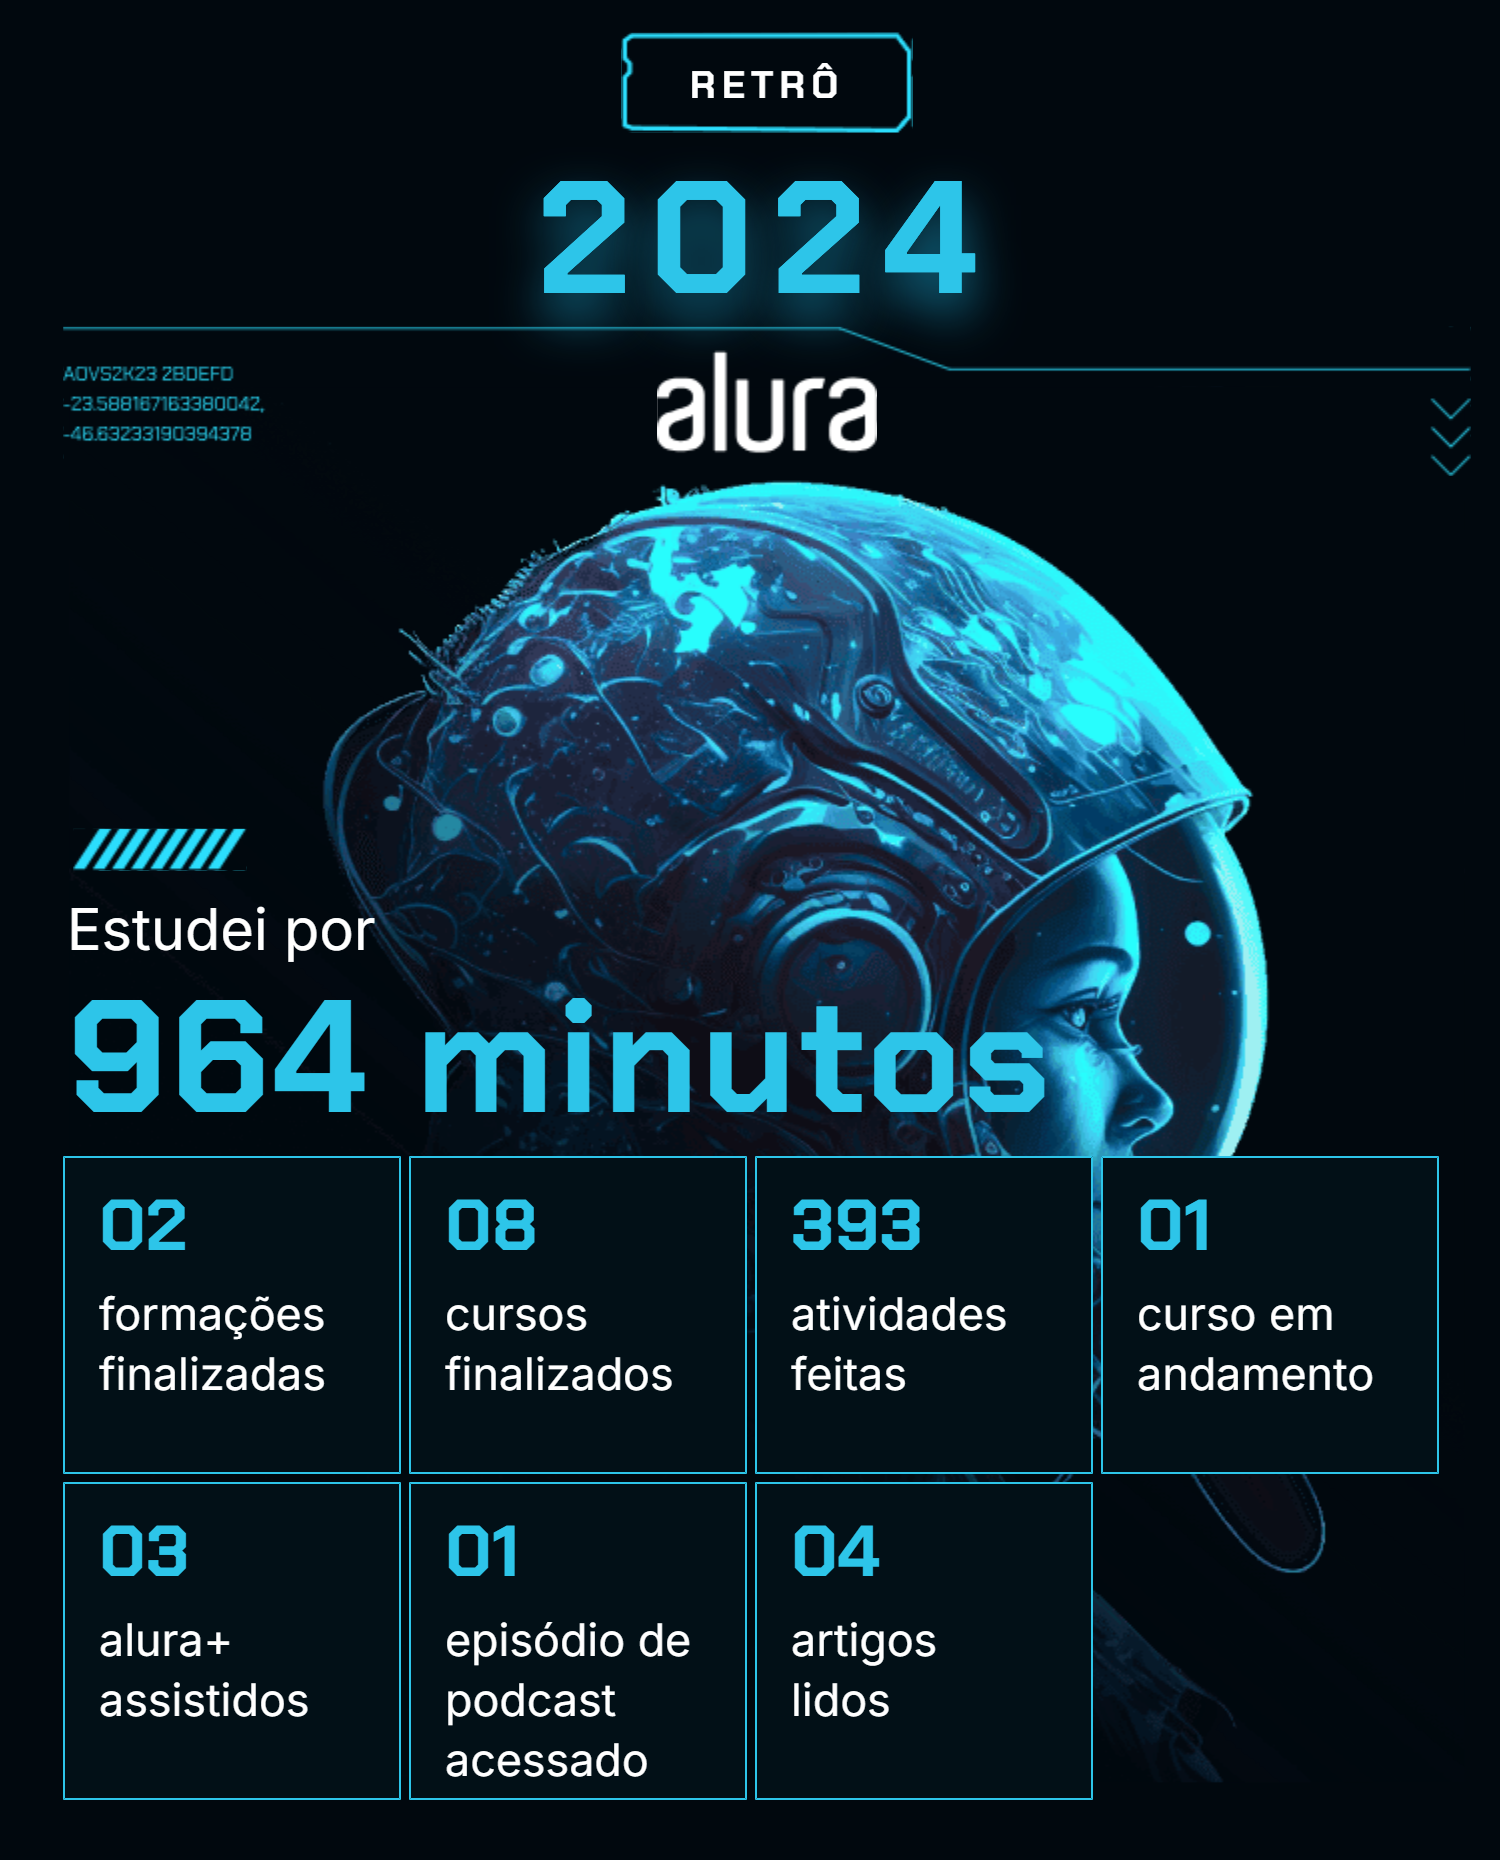 RETRÔ
2024
A0VS2K23 2BDEFD
-23.588167163380042,
-46.63233190394378
alura
Estudei por
964 minutos
02
formações
finalizadas
08
cursos
finalizados
393
atividades
feitas
01
curso em
andamento
03
alura+
assistidos
01
episódio de
podcast
acessado
04
artigos
lidos